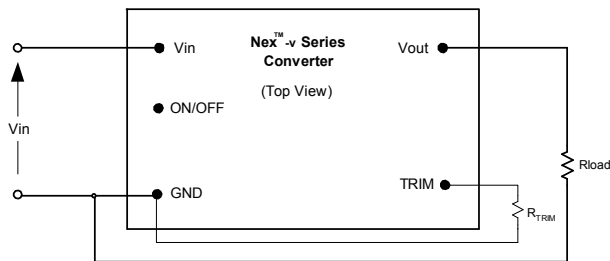 Nex™-v Series
Converter
(Top View)
Vin
Vout
ON/OFF
Vin
Rload
GND
TRIM
RTRIM